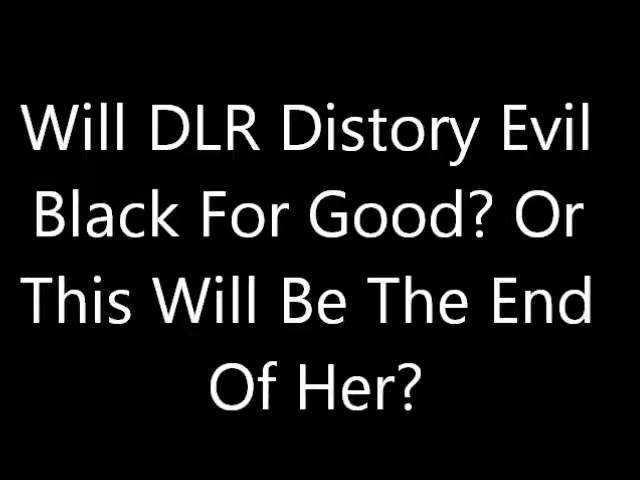 Will DLR Distory Evil
Black For Good? Or
This Will Be The End
Of Her?